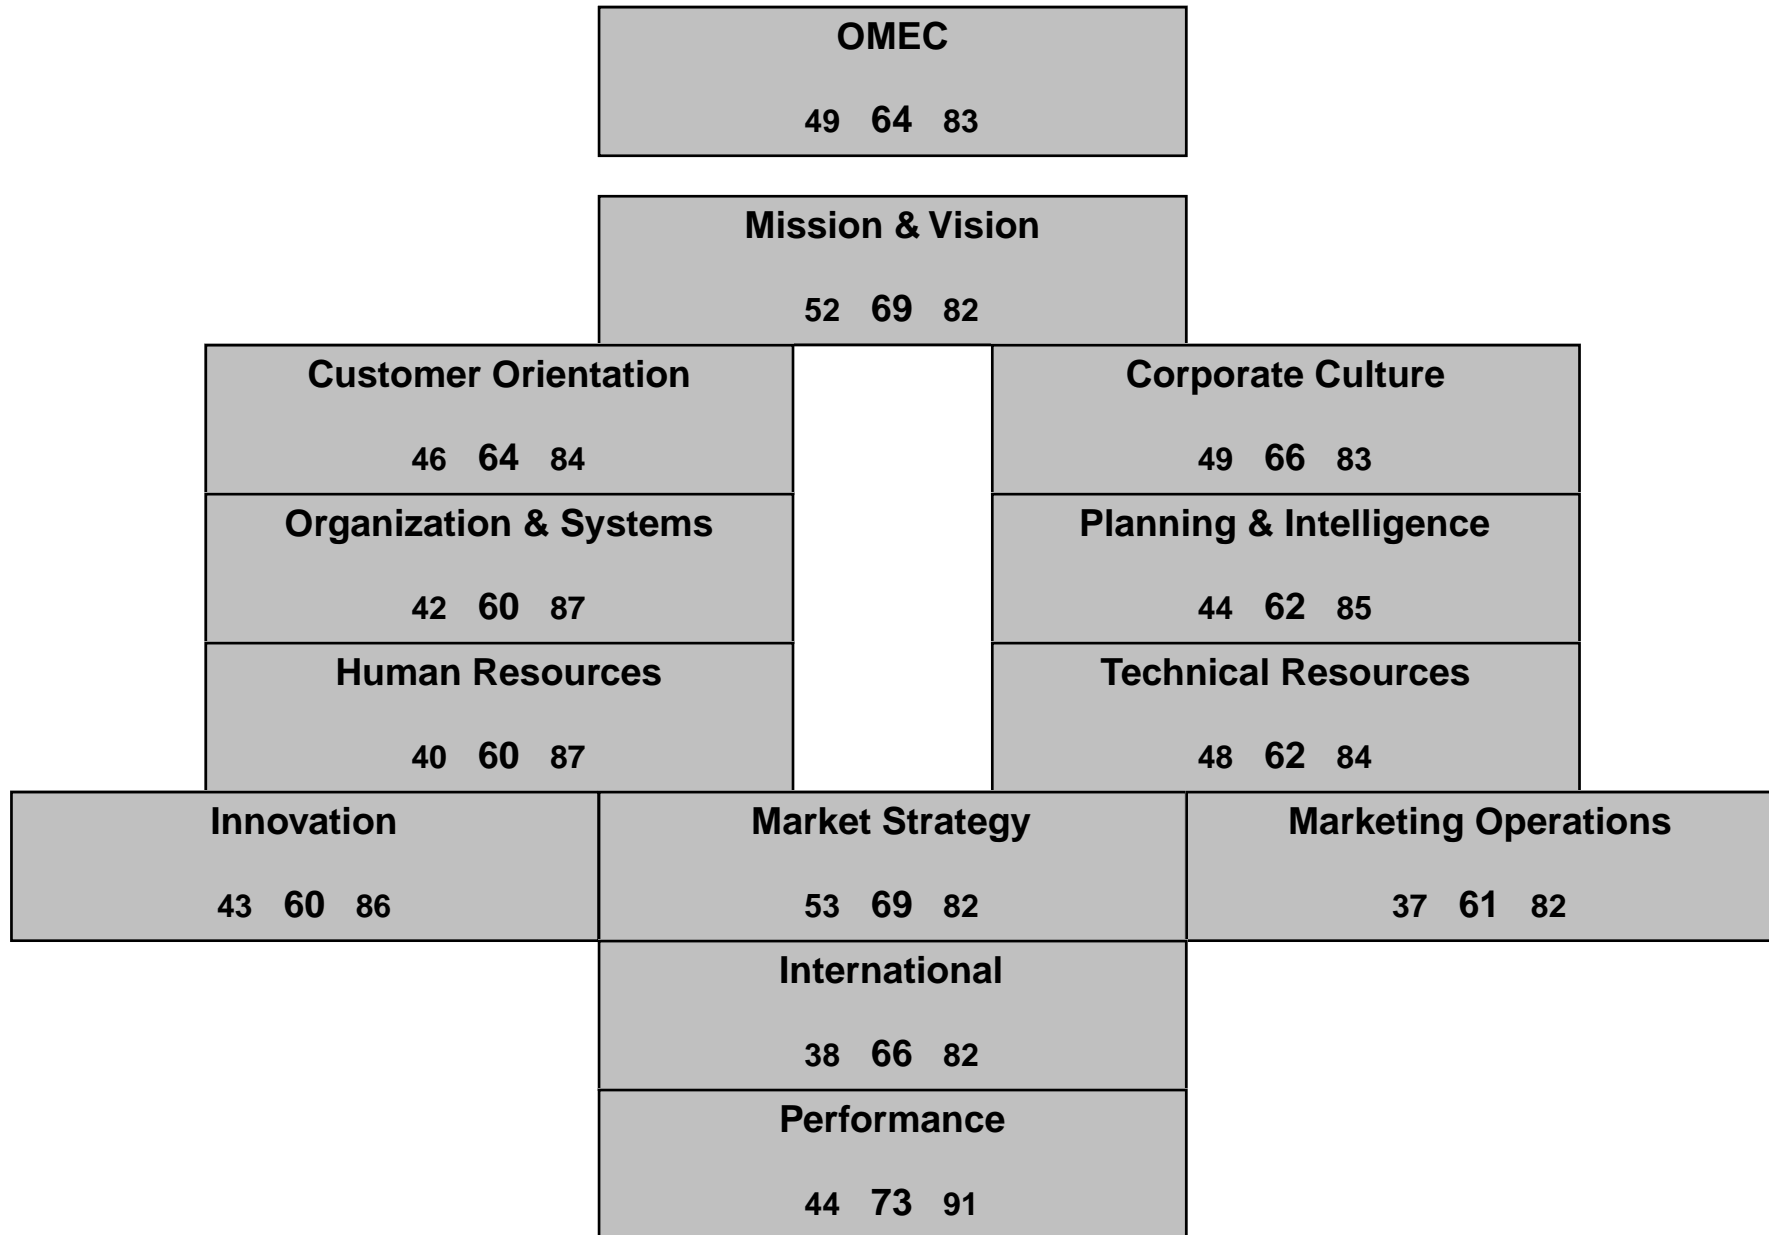 OMEC
49 64 83
Mission & Vision
52 69 82
Customer Orientation
46 64 84
Corporate Culture
49 66 83
Organization & Systems
42 60 87
Planning & Intelligence
44 62 85
Human Resources
40 60 87
Technical Resources
48 62 84
Innovation
43 60 86
Market Strategy
53 69 82
Marketing Operations
37 61 82
International
38 66 82
Performance
44 73 91